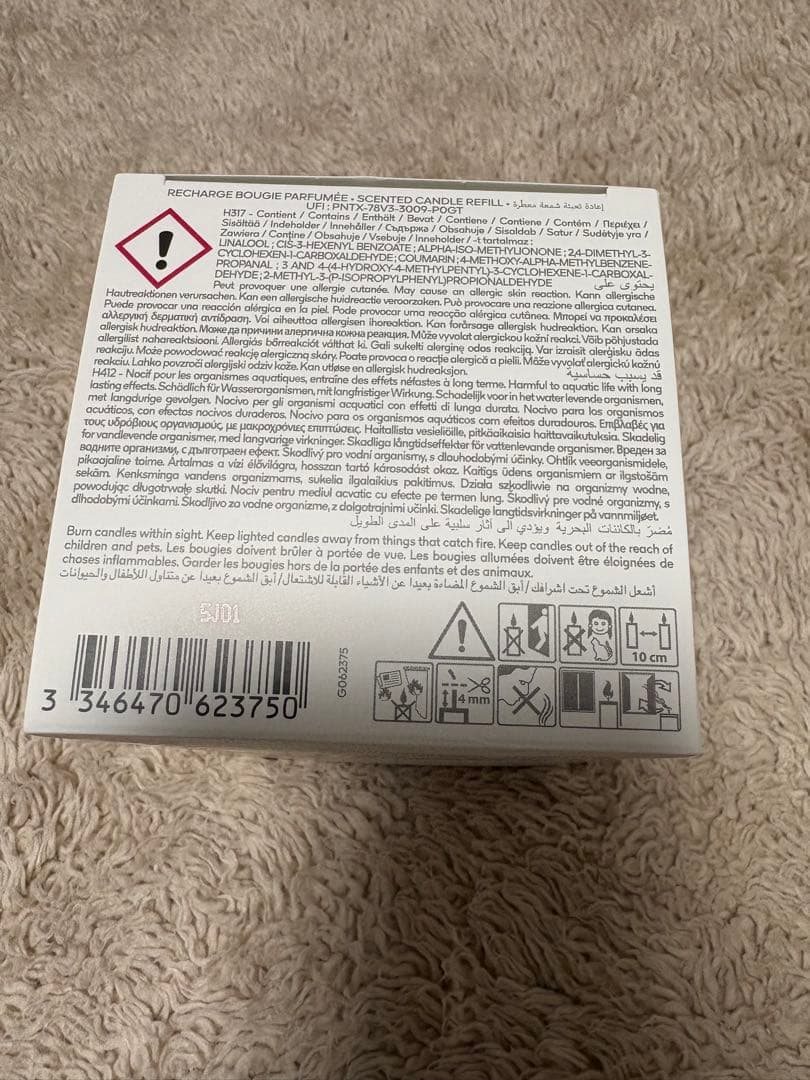 RECHARGE BOUGIE PARFUMÉE • SCENTED CANDLE REFILL • إعادة تعبئة شمعة معطرة
UFI : PNTX-78V3-3009-P0GT
H317 - Contient / Contains / Enthält / Bevat / Contiene / Contiene / Contém / Περιέχει /
Sisältää / Indeholder / Innehåller / Съдържа / Obsahuje / Sisaldab / Satur / Sudėtyje yra /
Zawiera / Conține / Obsahuje / Vsebuje / Inneholder / -t tartalmaz :
LINALOOL ; CIS-3-HEXENYL BENZOATE ; ALPHA-ISO-METHYLIONONE ; 2,4-DIMETHYL-3-
CYCLOHEXEN-1-CARBOXALDEHYDE ; COUMARIN ; 4-METHOXY-ALPHA-METHYLBENZENE-
PROPANAL ; 3 AND 4-(4-HYDROXY-4-METHYLPENTYL)-3-CYCLOHEXENE-1-CARBOXAL-
DEHYDE ; 2-METHYL-3-(P-ISOPROPYLPHENYL)PROPIONALDEHYDE يحتوي على
Peut provoquer une allergie cutanée. May cause an allergic skin reaction. Kann allergische
Hautreaktionen verursachen. Kan een allergische huidreactie veroorzaken. Può provocare una reazione allergica cutanea.
Puede provocar una reacción alérgica en la piel. Pode provocar uma reacção alérgica cutânea. Μπορεί να προκαλέσει
αλλεργική δερματική αντίδραση. Voi aiheuttaa allergisen ihoreaktion. Kan forårsage allergisk hudreaktion. Kan orsaka
allergisk hudreaktion. Може да причини алергична кожна реакция. Může vyvolat alergickou kožní reakci. Võib põhjustada
allergilist nahareaktsiooni. Allergiás bőrreakciót válthat ki. Gali sukelti alerginę odos reakciją. Var izraisīt alerģisku ādas
reakciju. Może powodować reakcję alergiczną skóry. Poate provoca o reacție alergică a pielii. Môže vyvolať alergickú kožnú
reakciu. Lahko povzroči alergijski odziv kože. Kan utløse en allergisk hudreaksjon. قد يسبب حساسية
H412 - Nocif pour les organismes aquatiques, entraîne des effets néfastes à long terme. Harmful to aquatic life with long
lasting effects. Schädlich für Wasserorganismen, mit langfristiger Wirkung. Schadelijk voor in het water levende organismen,
met langdurige gevolgen. Nocivo per gli organismi acquatici con effetti di lunga durata. Nocivo para los organismos
acuáticos, con efectos nocivos duraderos. Nocivo para os organismos aquáticos com efeitos duradouros. Επιβλαβές για
τους υδρόβιους οργανισμούς, με μακροχρόνιες επιπτώσεις. Haitallista vesieliöille, pitkäaikaisia haittavaikutuksia. Skadelig
for vandlevende organismer, med langvarige virkninger. Skadliga långtidseffekter för vattenlevande organismer. Вреден за
водните организми, с дълготраен ефект. Škodlivý pro vodní organismy, s dlouhodobými účinky. Ohtlik veeorganismidele,
pikaajaline toime. Ártalmas a vízi élővilágra, hosszan tartó károsodást okoz. Kaitīgs ūdens organismiem ar ilgstošām
sekām. Kenksminga vandens organizmams, sukelia ilgalaikius pakitimus. Działa szkodliwie na organizmy wodne,
powodując długotrwałe skutki. Nociv pentru mediul acvatic cu efecte pe termen lung. Škodlivý pre vodné organizmy, s
dlhodobými účinkami. Škodljivo za vodne organizme, z dolgotrajnimi učinki. Skadelige langtidsvirkninger på vannmiljøet.
مُضرّ بالكائنات البحرية ويؤدي الى آثار سلبية على المدى الطويل
Burn candles within sight. Keep lighted candles away from things that catch fire. Keep candles out of the reach of
children and pets. Les bougies doivent brûler à portée de vue. Les bougies allumées doivent être éloignées de
choses inflammables. Garder les bougies hors de la portée des enfants et des animaux.
أشعل الشموع تحت اشرافك/ أبق الشموع المضاءة بعيدا عن الأشياء القابلة للاشتعال/ أبق الشموع بعيدا عن متناول الأطفال والحيوانات
5J01
10 cm
4 mm
G062375
3 346470 623750